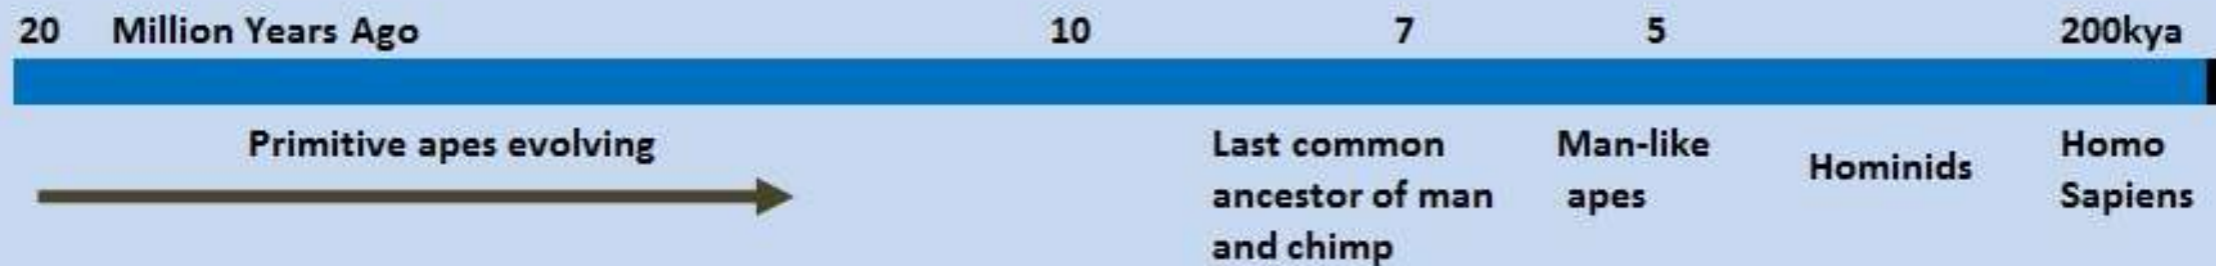 20 Million Years Ago 10 7 5 200kya
Primitive apes evolving
Last common
ancestor of man
and chimp
Man-like
apes
Hominids
Homo
Sapiens